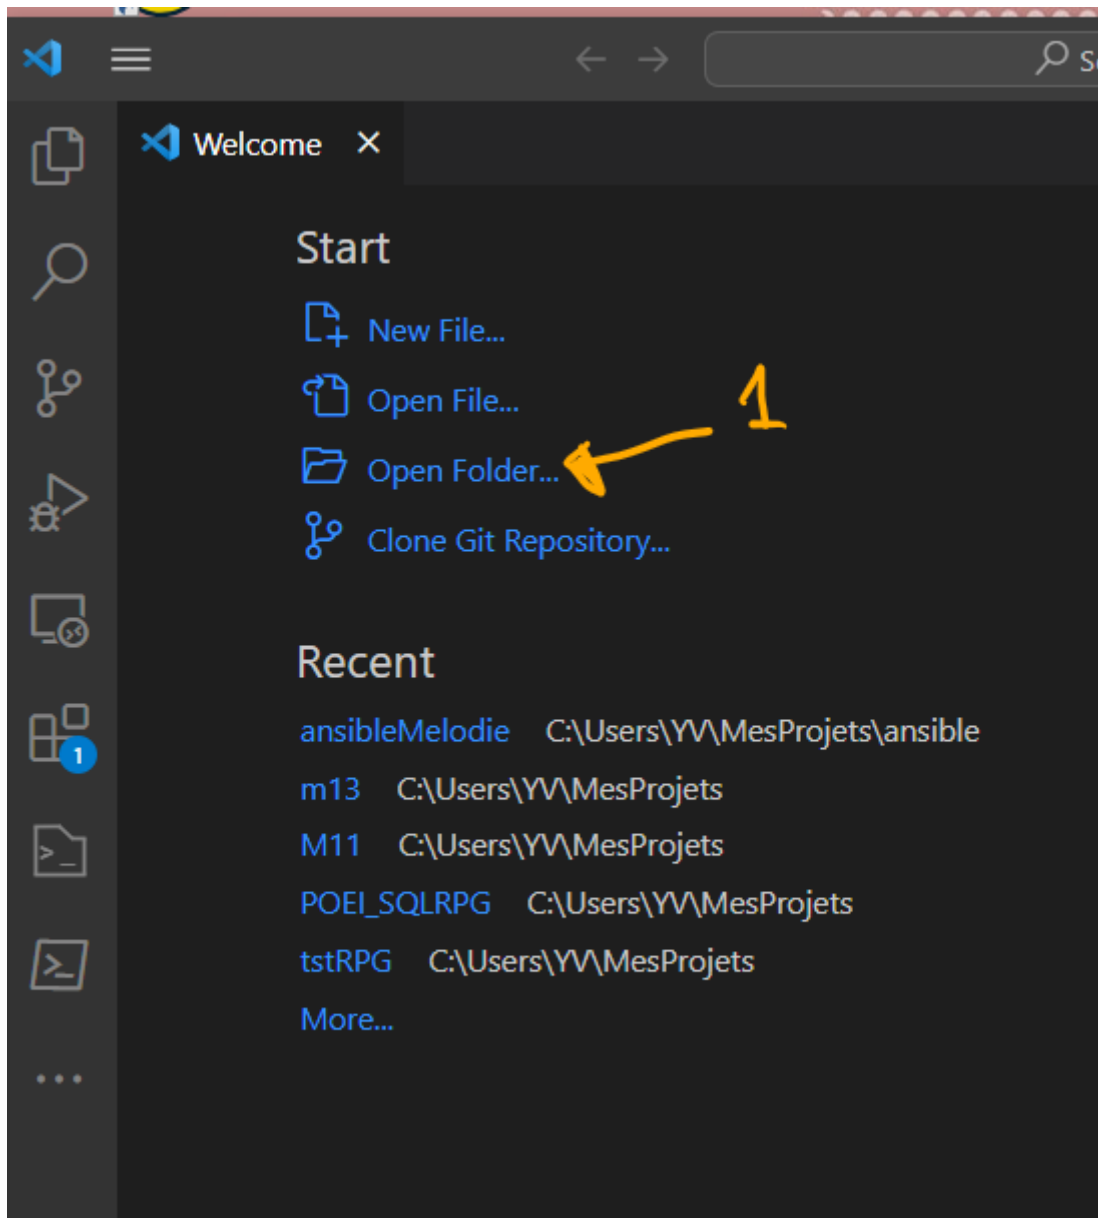 Welcome
Start
New File...
Open File...
1
Open Folder...
Clone Git Repository...
Recent
ansibleMelodie C:\Users\YV\MesProjets\ansible
1
m13 C:\Users\YV\MesProjets
M11 C:\Users\YV\MesProjets
POEI_SQLRPG C:\Users\YV\MesProjets
tstRPG C:\Users\YV\MesProjets
More...